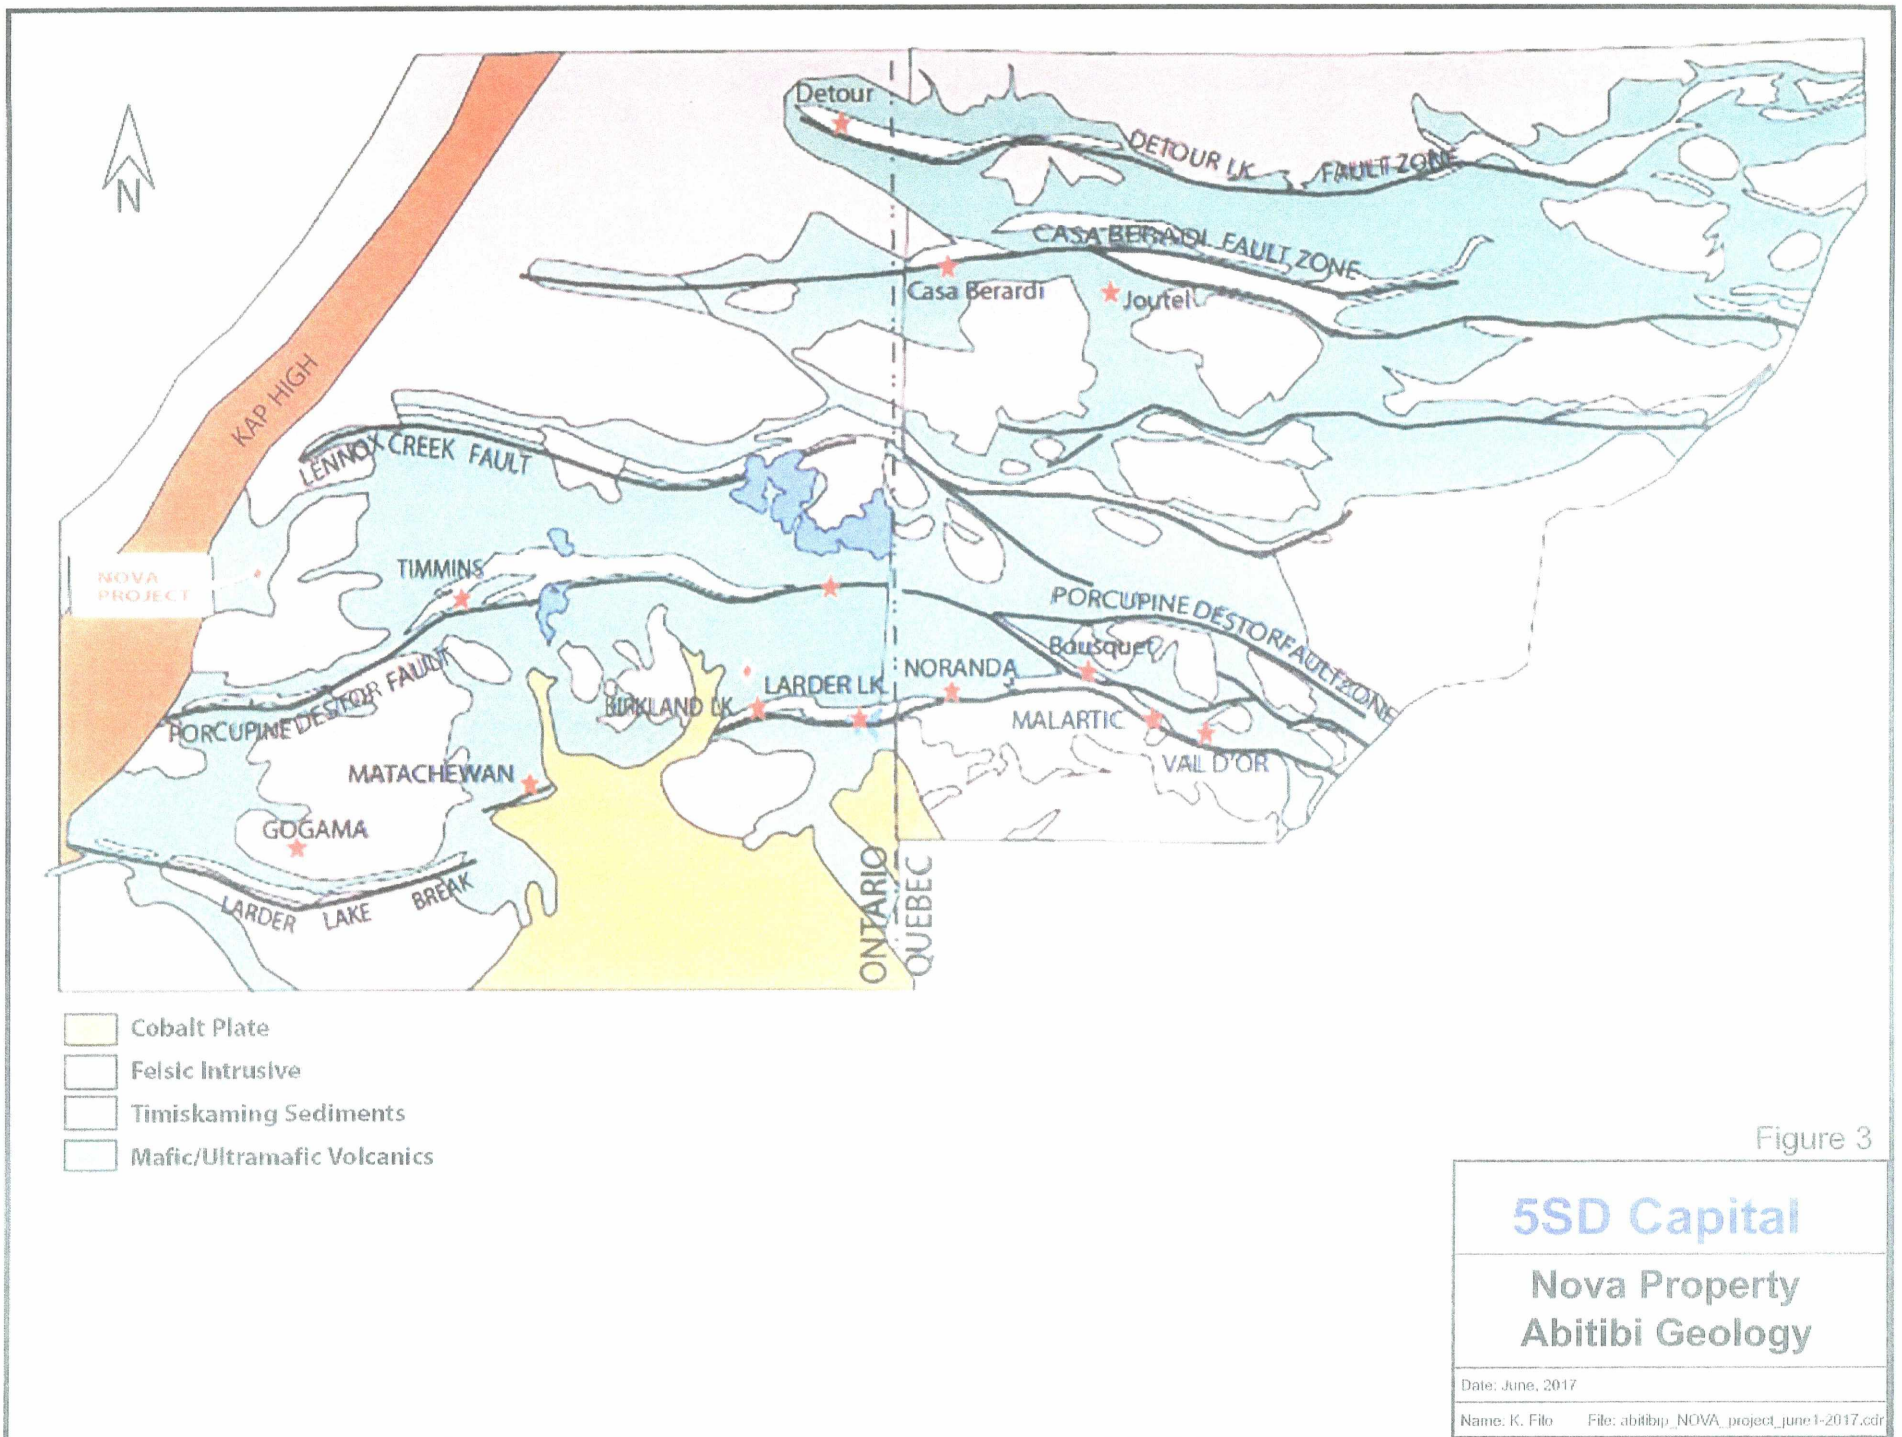 Detour
DETOUR LK FAULT ZONE
N
CASA BERADI FAULT ZONE
Casa Berardi
Joutel
KAP HIGH
LENNOX CREEK FAULT
NOVA
PROJECT
TIMMINS
PORCUPINE DESTOR FAULT ZONE
Bousquet
NORANDA
LARDER LK
KIRKLAND LK
MALARTIC
PORCUPINE DESTOR FAULT
VAL D'OR
MATACHEWAN
GOGAMA
LARDER LAKE BREAK
ONTARIO
QUEBEC
Cobalt Plate
Felsic Intrusive
Timiskaming Sediments
Mafic/Ultramafic Volcanics
Figure 3
5SD Capital
Nova Property
Abitibi Geology
Date: June, 2017
Name: K. Filo File: abitibip_NOVA_project_june1-2017.cdr